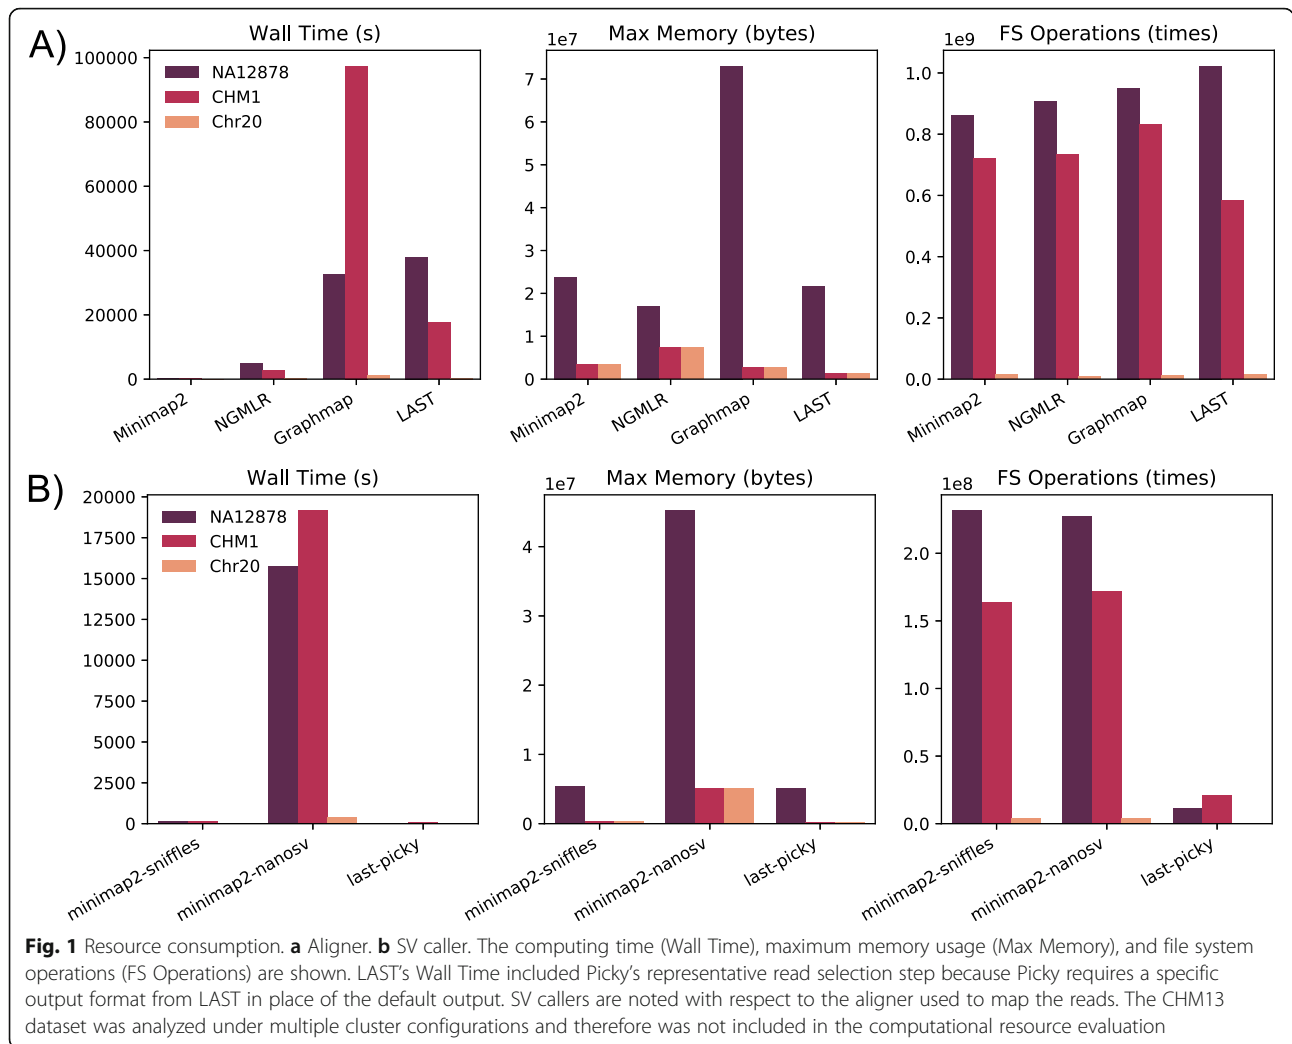 A)
Wall Time (s)
100000
80000
60000
40000
20000
0
NA12878
CHM1
Chr20
Minimap2
NGMLR
Graphmap
LAST
Max Memory (bytes)
1e7
7
6
5
4
3
2
1
0
Minimap2
NGMLR
Graphmap
LAST
FS Operations (times)
1e9
1.0
0.8
0.6
0.4
0.2
0.0
Minimap2
NGMLR
Graphmap
LAST
B)
Wall Time (s)
20000
17500
15000
12500
10000
7500
5000
2500
0
NA12878
CHM1
Chr20
minimap2-sniffles
minimap2-nanosv
last-picky
Max Memory (bytes)
1e7
4
3
2
1
0
minimap2-sniffles
minimap2-nanosv
last-picky
FS Operations (times)
1e8
2.0
1.5
1.0
0.5
0.0
minimap2-sniffles
minimap2-nanosv
last-picky
Fig. 1 Resource consumption. a Aligner. b SV caller. The computing time (Wall Time), maximum memory usage (Max Memory), and file system
operations (FS Operations) are shown. LAST's Wall Time included Picky's representative read selection step because Picky requires a specific
output format from LAST in place of the default output. SV callers are noted with respect to the aligner used to map the reads. The CHM13
dataset was analyzed under multiple cluster configurations and therefore was not included in the computational resource evaluation